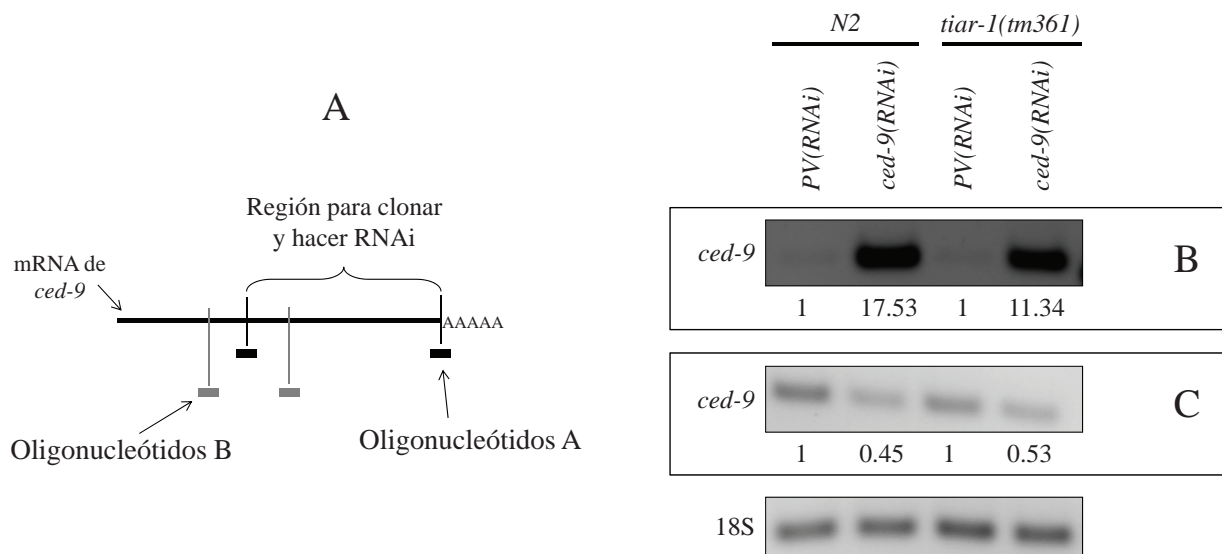 A
Región para clonar
y hacer RNAi
mRNA de
ced-9
AAAAA
Oligonucleótidos B
Oligonucleótidos A
N2
tiar-1(tm361)
PV(RNAi)
ced-9(RNAi)
PV(RNAi)
ced-9(RNAi)
ced-9
B
1 17.53 1 11.34
ced-9
C
1 0.45 1 0.53
18S